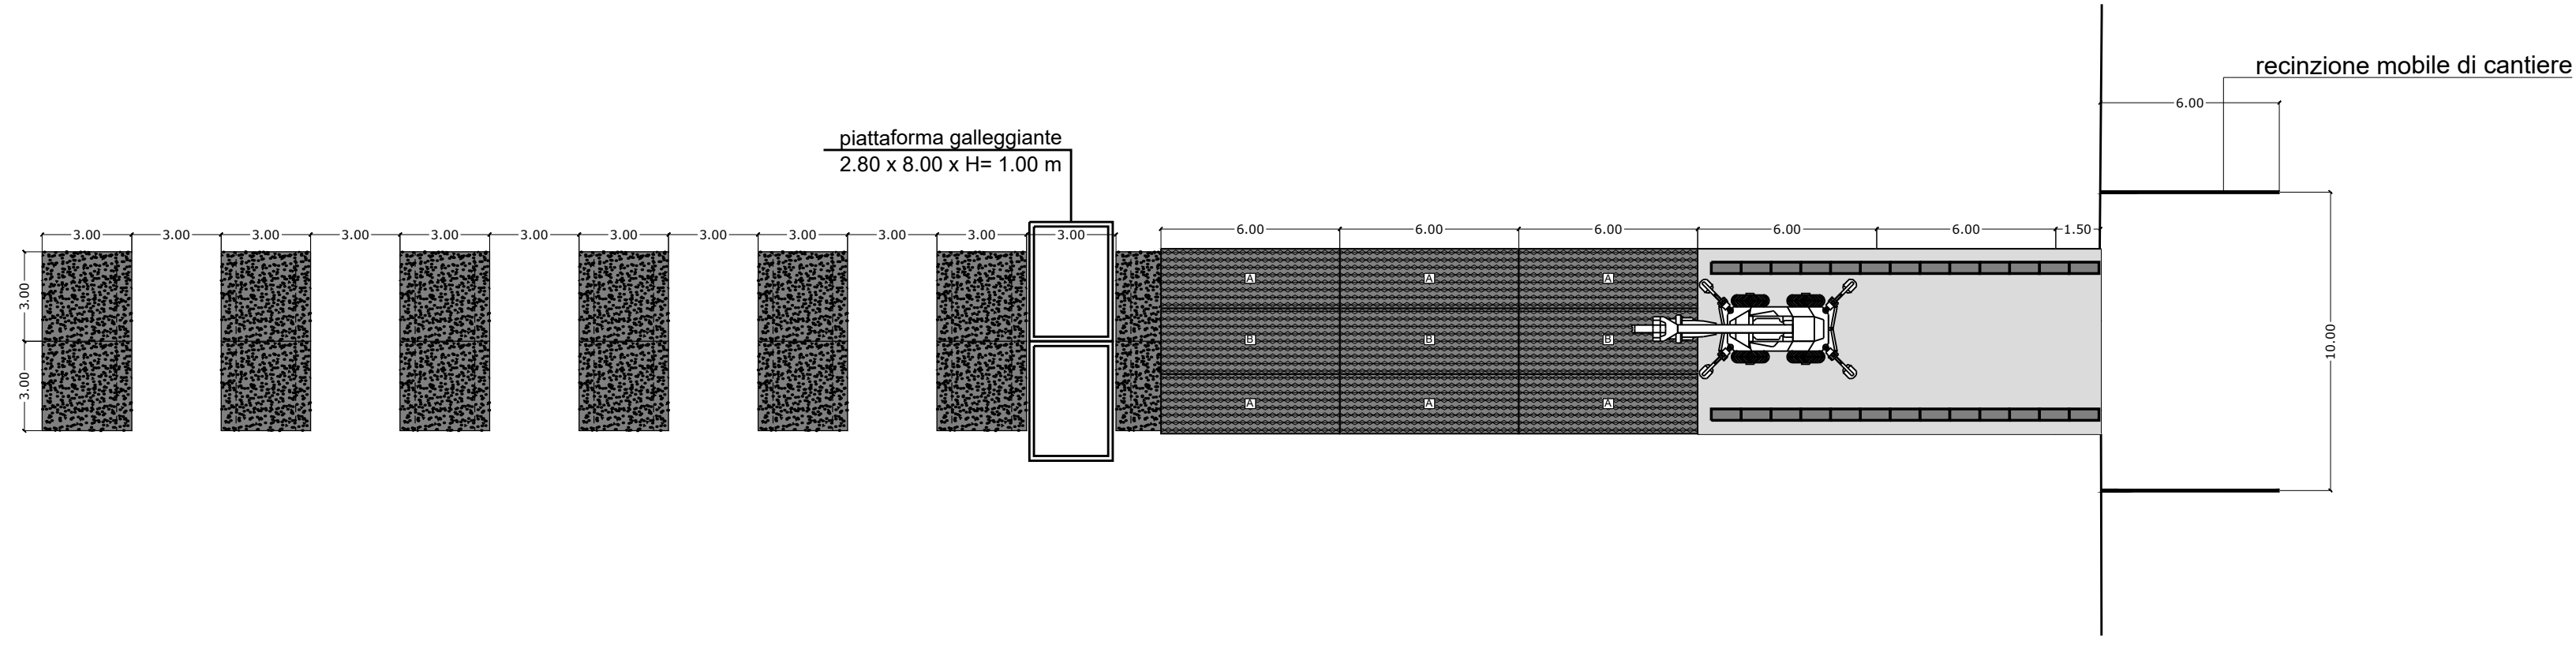 recinzione mobile di cantiere
6.00
piattaforma galleggiante
2.80 x 8.00 x H= 1.00 m
3.00 3.00 3.00 3.00 3.00 3.00 3.00 3.00 3.00 3.00 3.00 3.00 6.00 6.00 6.00 6.00 6.00 1.50
A A A
3.00
B B B
10.00
3.00
A A A